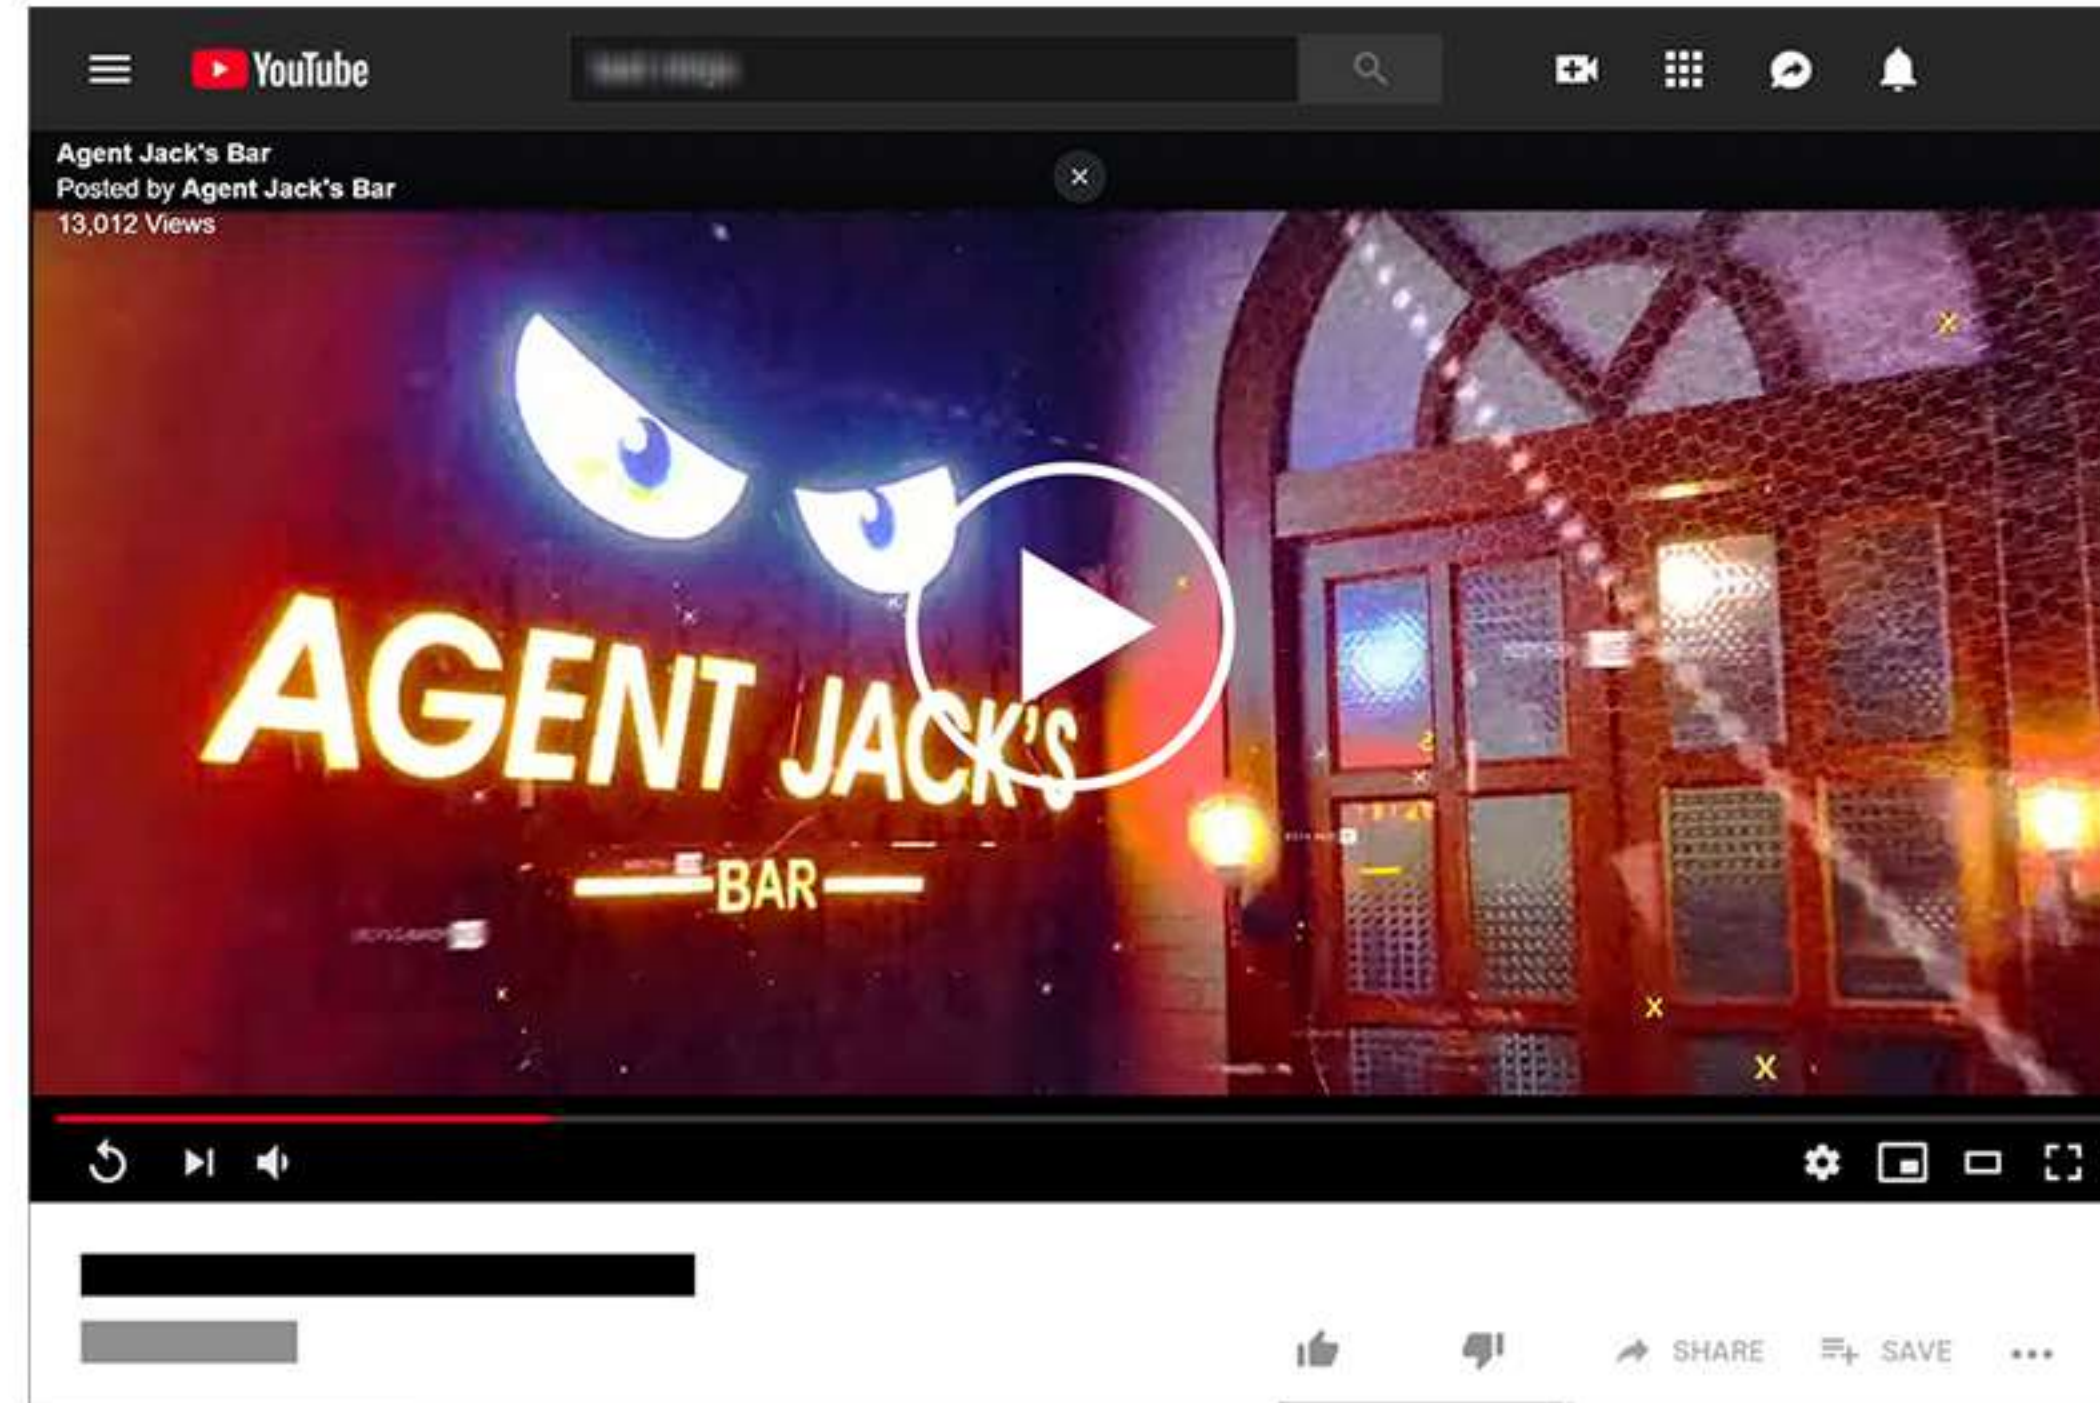 YouTube
Agent Jack's Bar
Posted by Agent Jack's Bar
13,012 Views
AGENT JACK'S
BAR
SHARE
SAVE